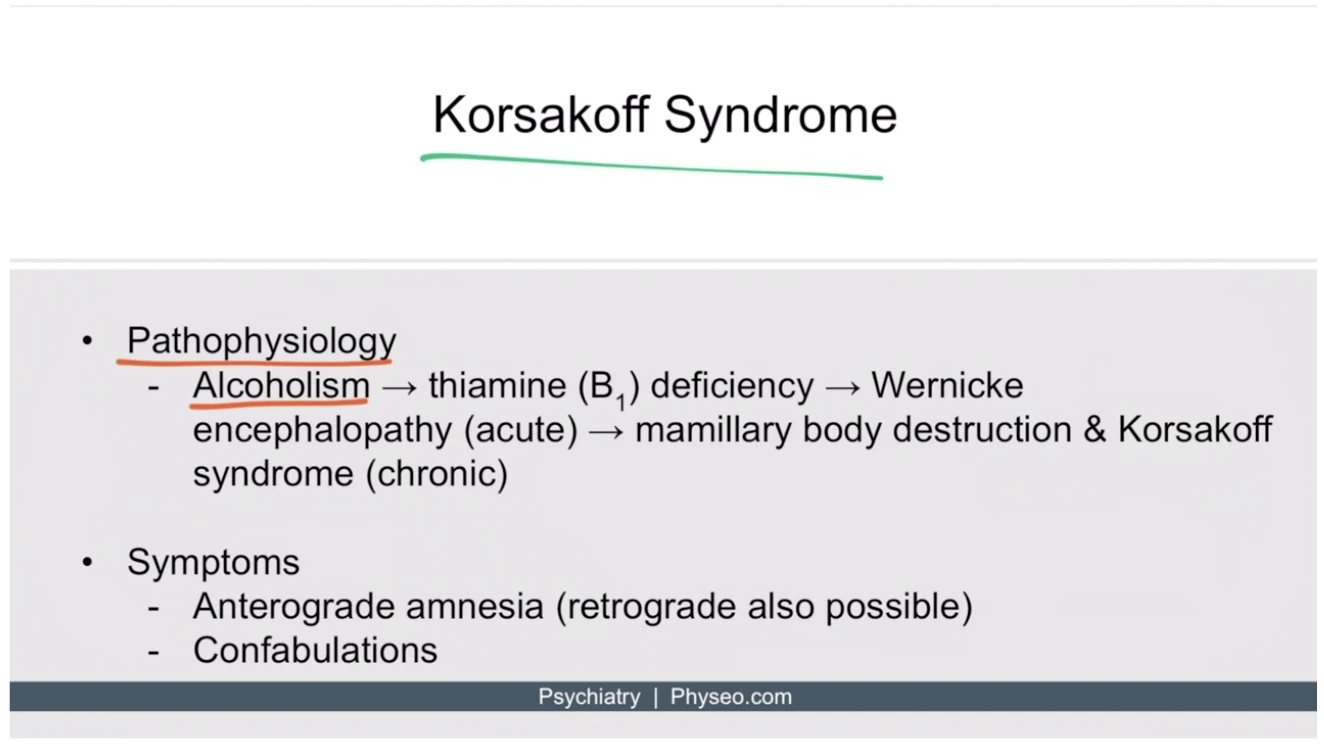 Korsakoff Syndrome
• Pathophysiology
- Alcoholism → thiamine (B₁) deficiency → Wernicke
encephalopathy (acute) → mamillary body destruction & Korsakoff
syndrome (chronic)
• Symptoms
- Anterograde amnesia (retrograde also possible)
- Confabulations
Psychiatry | Physeo.com